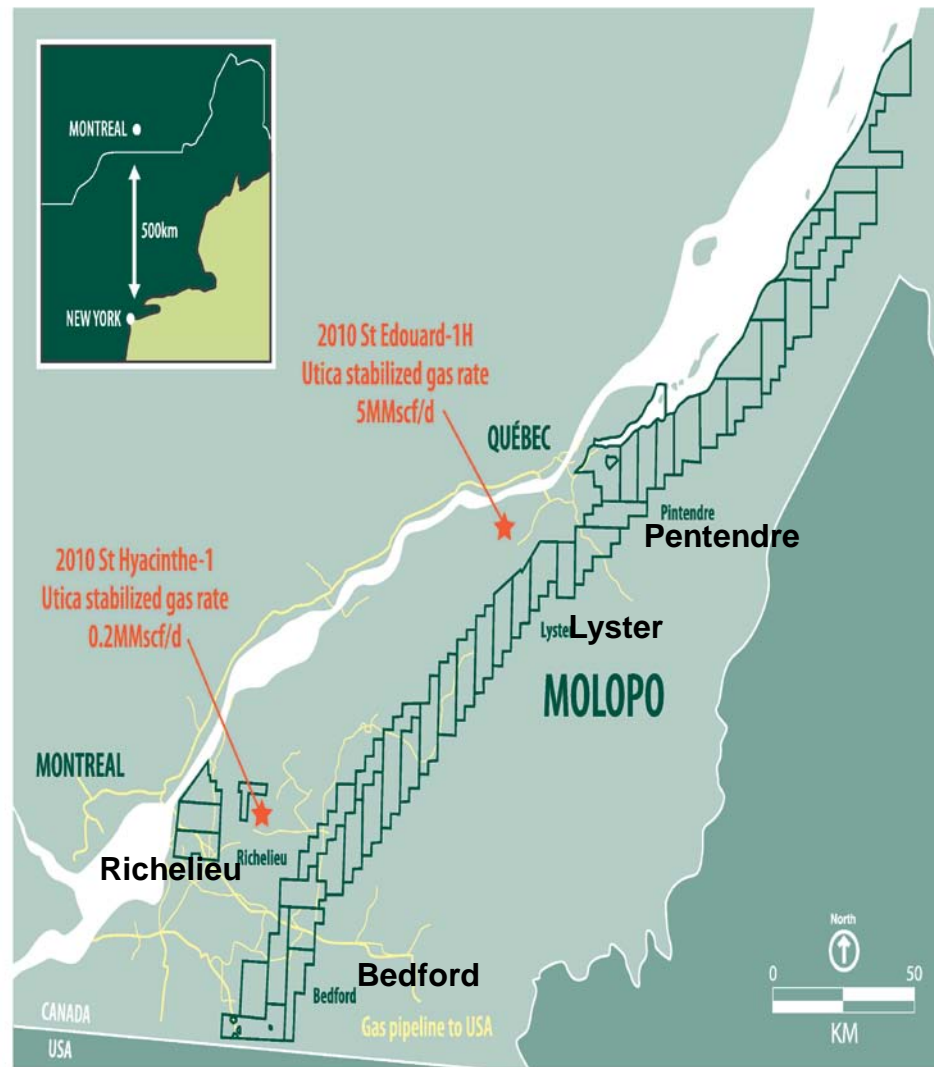 MONTREAL
500km
NEW YORK
2010 St Edouard-1H
Utica stabilized gas rate
5MMscf/d
QUÉBEC
Pintendre
Pentendre
2010 St Hyacinthe-1
Utica stabilized gas rate
0.2MMscf/d
Lyster
Lyster
MOLOPO
MONTREAL
Richelieu
Richelieu
North
0 50
KM
Bedford
Bedford
Gas pipeline to USA
CANADA
USA